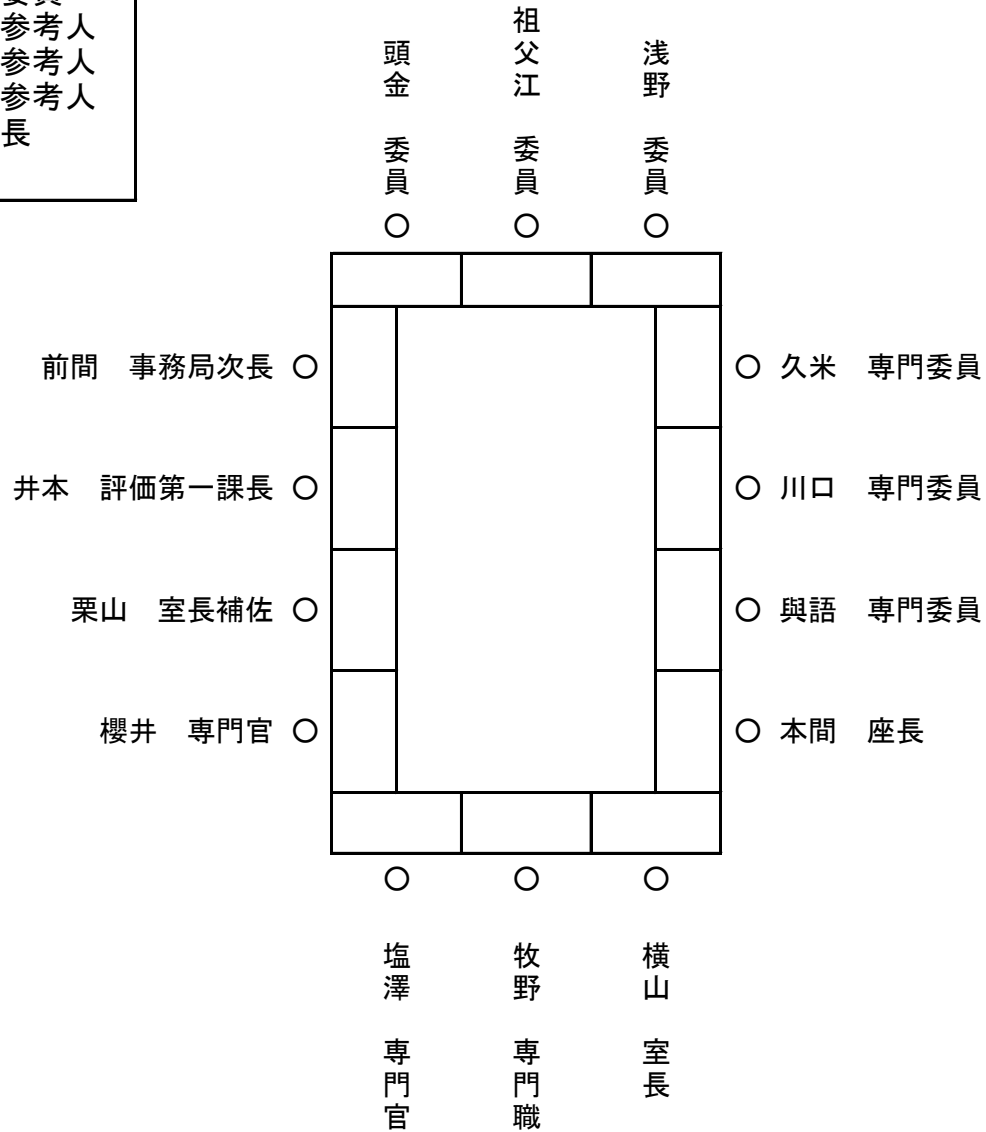 委員
参考人
参考人
参考人
長
頭金　委員
祖父江　委員
浅野　委員
前間　事務局次長
久米　専門委員
井本　評価第一課長
川口　専門委員
栗山　室長補佐
與語　専門委員
櫻井　専門官
本間　座長
塩澤　専門官
牧野　専門職
横山　室長